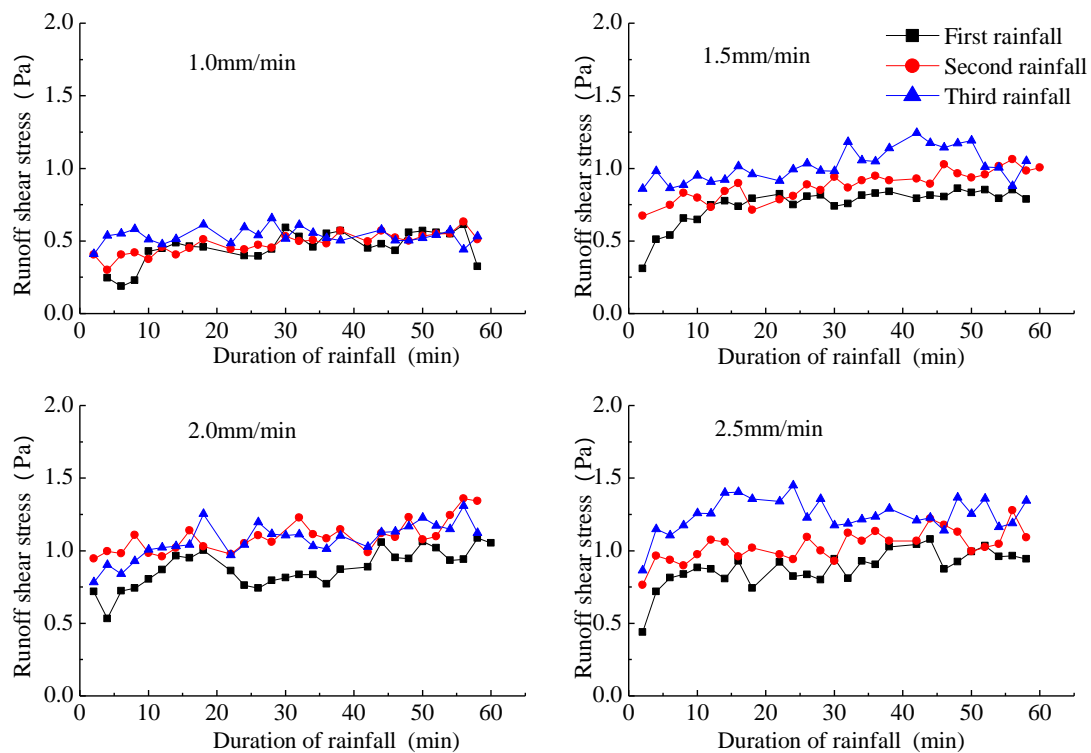 2.0
1.5
1.0
0.5
0.0
Runoff shear stress (Pa)
1.0mm/min
0 10 20 30 40 50 60
Duration of rainfall (min)
2.0
1.5
1.0
0.5
0.0
Runoff shear stress (Pa)
1.5mm/min
First rainfall
Second rainfall
Third rainfall
0 10 20 30 40 50 60
Duration of rainfall (min)
2.0
1.5
1.0
0.5
0.0
Runoff shear stress (Pa)
2.0mm/min
0 10 20 30 40 50 60
Duration of rainfall (min)
2.0
1.5
1.0
0.5
0.0
Runoff shear stress (Pa)
2.5mm/min
0 10 20 30 40 50 60
Duration of rainfall (min)